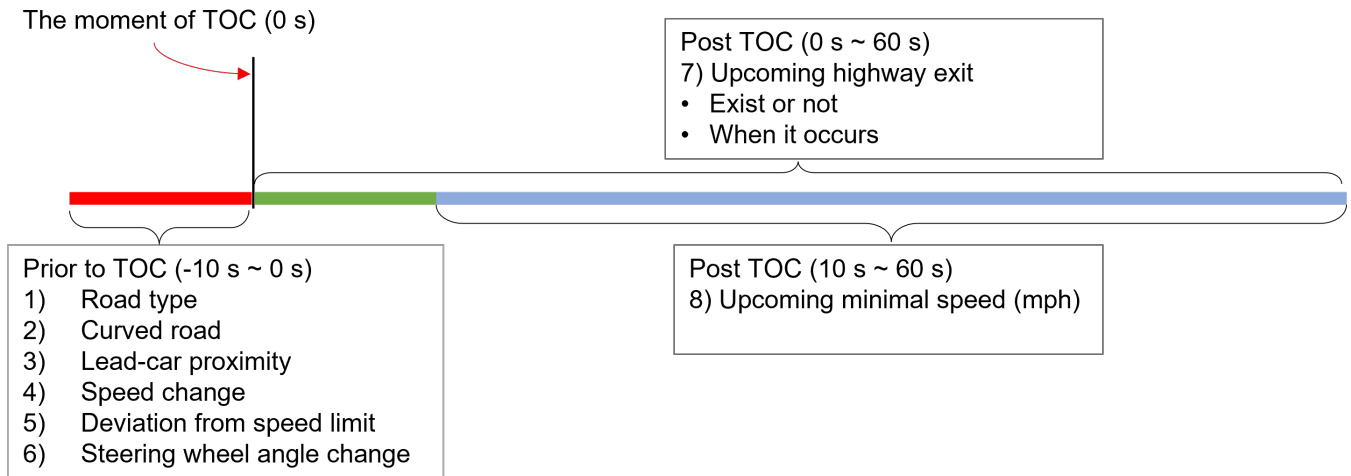 The moment of TOC (0 s)
Post TOC (0 s ~ 60 s)
7) Upcoming highway exit
• Exist or not
• When it occurs
Prior to TOC (-10 s ~ 0 s)
1) Road type
2) Curved road
3) Lead-car proximity
4) Speed change
5) Deviation from speed limit
6) Steering wheel angle change
Post TOC (10 s ~ 60 s)
8) Upcoming minimal speed (mph)